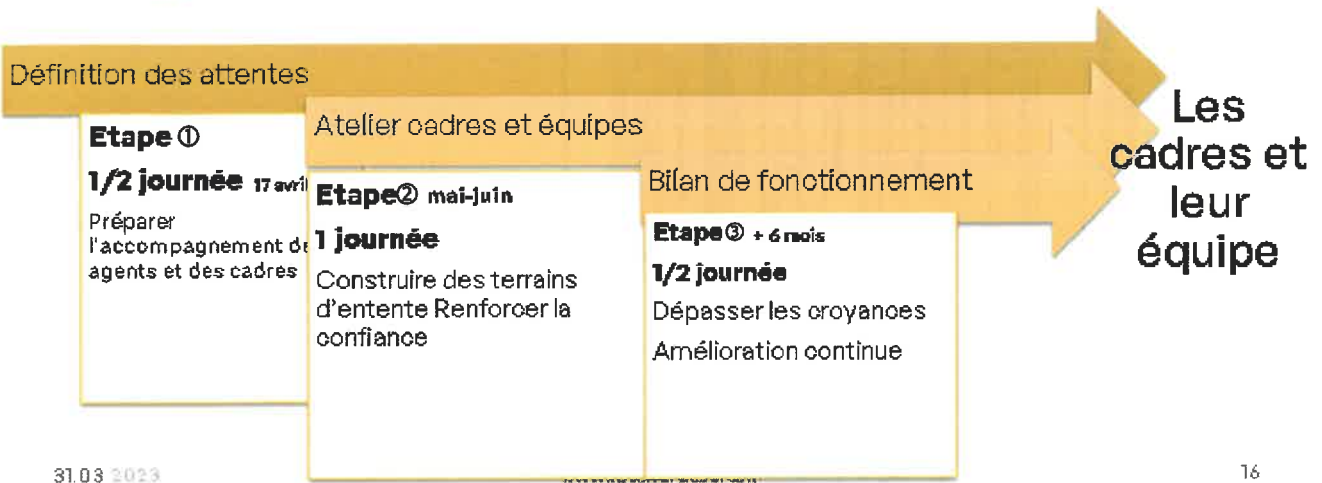 Définition des attentes
Etape ①
1/2 journée 17 avril
Préparer
l'accompagnement de
agents et des cadres
Atelier cadres et équipes
Etape② mai-juin
1 journée
Construire des terrains
d'entente Renforcer la
confiance
Bilan de fonctionnement
Etape③ + 6 mois
1/2 journée
Dépasser les croyances
Amélioration continue
Les
cadres et
leur
équipe
31.03 2023
16